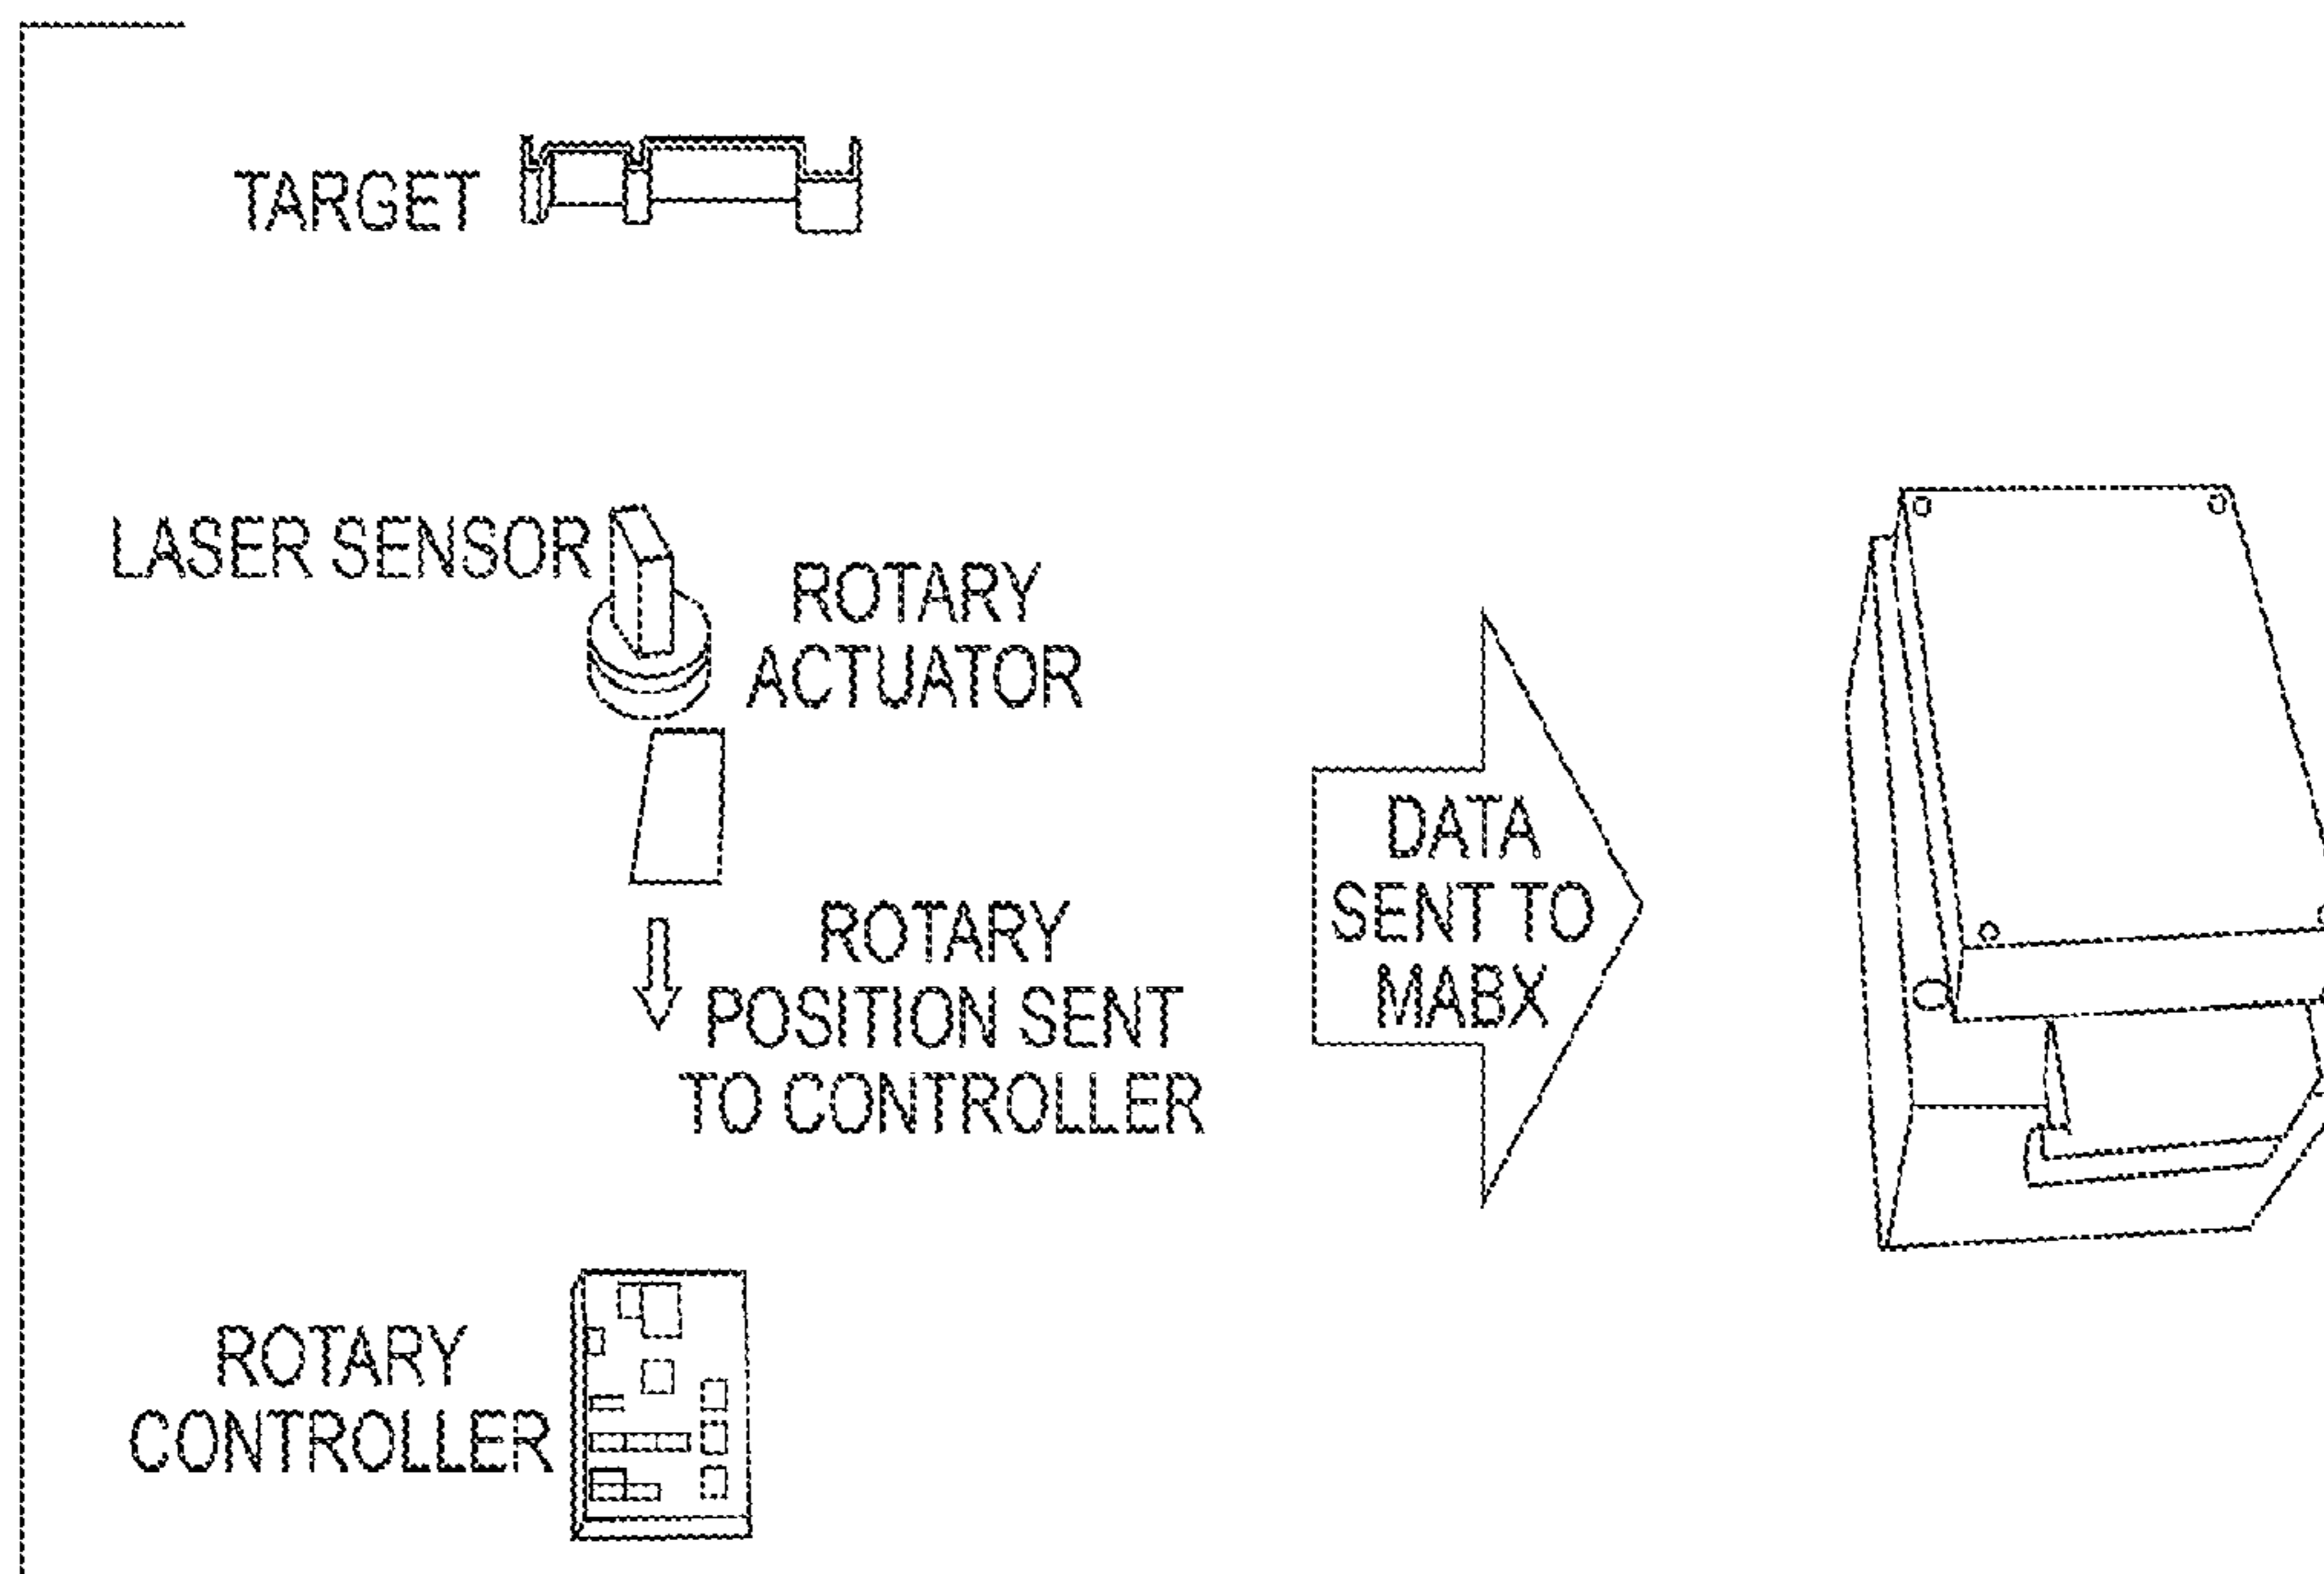 TARGET
LASER SENSOR
ROTARY
ACTUATOR
ROTARY
POSITION SENT
TO CONTROLLER
DATA
SENT TO
MABX
ROTARY
CONTROLLER